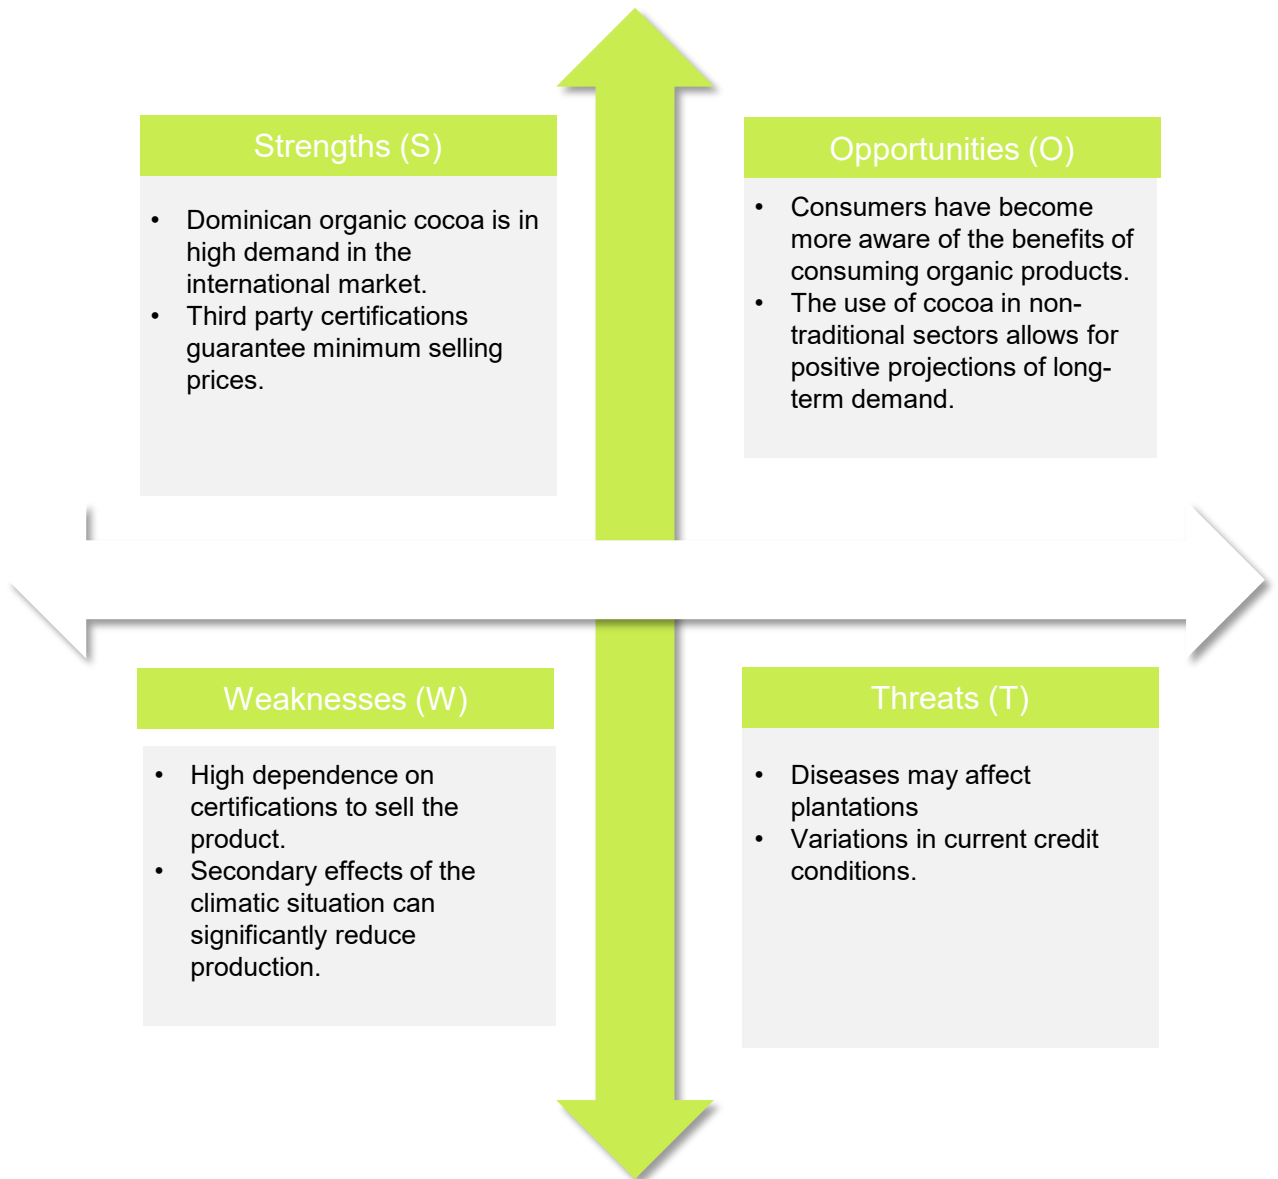 Strengths (S)
• Dominican organic cocoa is in
high demand in the
international market.
• Third party certifications
guarantee minimum selling
prices.
Opportunities (O)
• Consumers have become
more aware of the benefits of
consuming organic products.
• The use of cocoa in non-
traditional sectors allows for
positive projections of long-
term demand.
Weaknesses (W)
• High dependence on
certifications to sell the
product.
• Secondary effects of the
climatic situation can
significantly reduce
production.
Threats (T)
• Diseases may affect
plantations
• Variations in current credit
conditions.